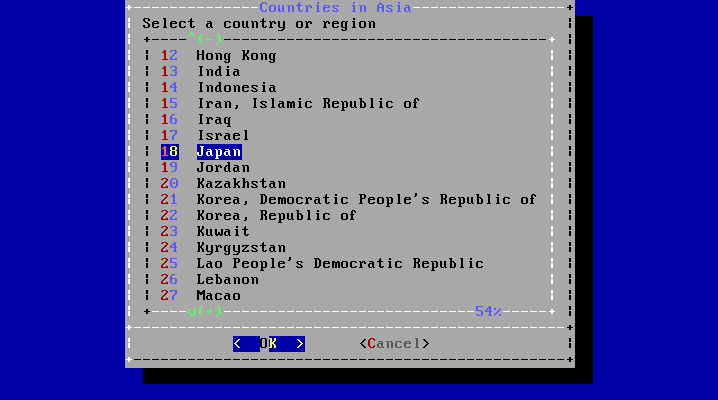 Countries in Asia
Select a country or region
^(-)
12 Hong Kong
13 India
14 Indonesia
15 Iran, Islamic Republic of
16 Iraq
17 Israel
18 Japan
19 Jordan
20 Kazakhstan
21 Korea, Democratic People's Republic of
22 Korea, Republic of
23 Kuwait
24 Kyrgyzstan
25 Lao People's Democratic Republic
26 Lebanon
27 Macao
v(+) 54%
< OK > <Cancel>